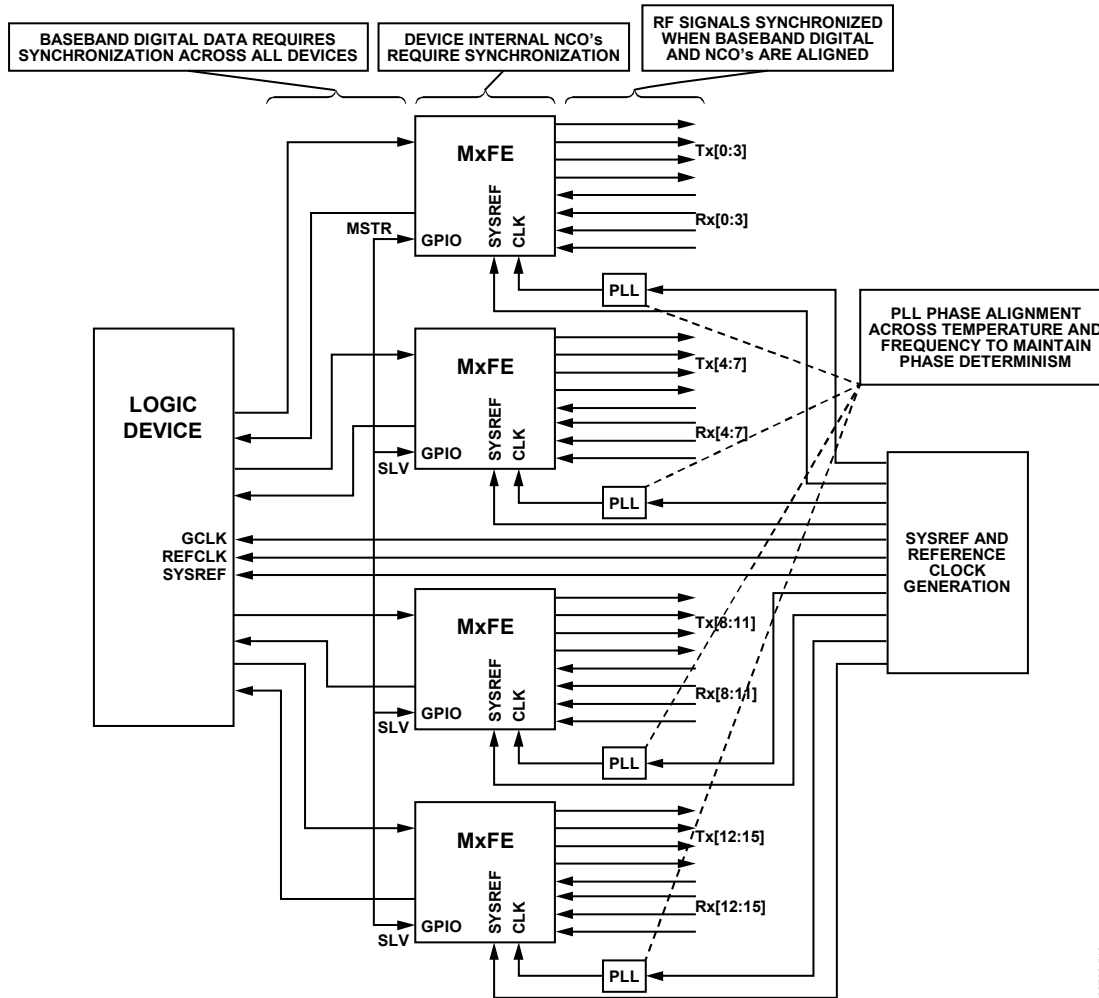 BASEBAND DIGITAL DATA REQUIRES
SYNCHRONIZATION ACROSS ALL DEVICES
DEVICE INTERNAL NCO's
REQUIRE SYNCHRONIZATION
RF SIGNALS SYNCHRONIZED
WHEN BASEBAND DIGITAL
AND NCO's ARE ALIGNED
MxFE
SYSREF
CLK
GPIO
MSTR
Tx[0:3]
Rx[0:3]
PLL
PLL PHASE ALIGNMENT
ACROSS TEMPERATURE AND
FREQUENCY TO MAINTAIN
PHASE DETERMINISM
LOGIC
DEVICE
MxFE
SYSREF
CLK
GPIO
SLV
Tx[4:7]
Rx[4:7]
PLL
GCLK
REFCLK
SYSREF
SYSREF AND
REFERENCE
CLOCK
GENERATION
MxFE
SYSREF
CLK
GPIO
SLV
Tx[8:11]
Rx[8:11]
PLL
MxFE
SYSREF
CLK
GPIO
SLV
Tx[12:15]
Rx[12:15]
PLL